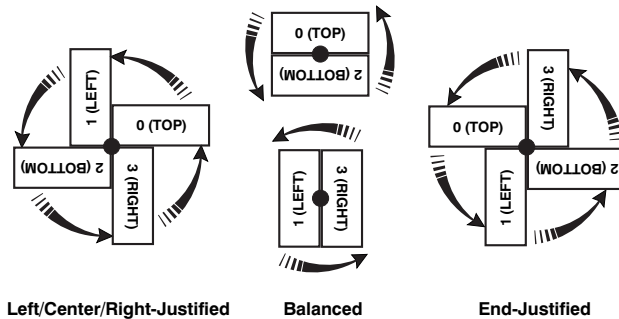 1 (LEFT)
0 (TOP)
2 (BOTTOM)
3 (RIGHT)
Left/Center/Right-Justified
0 (TOP)
2 (BOTTOM)
1 (LEFT)
3 (RIGHT)
Balanced
3 (RIGHT)
0 (TOP)
2 (BOTTOM)
1 (LEFT)
End-Justified